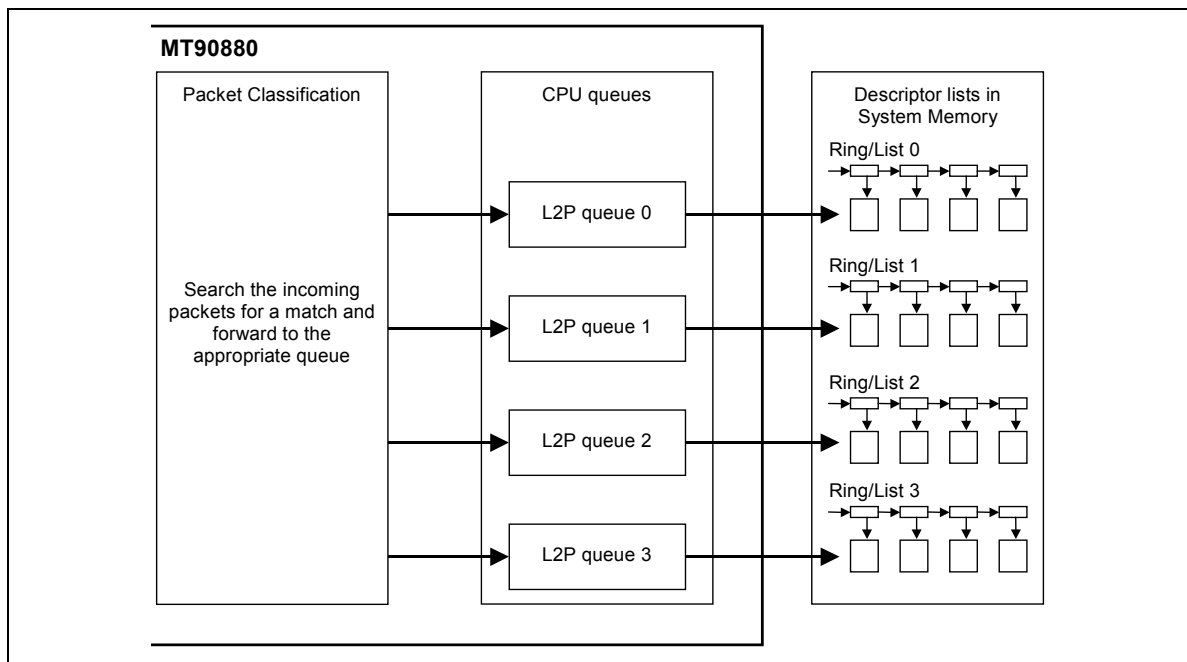 MT90880
Packet Classification
Search the incoming
packets for a match and
forward to the
appropriate queue
CPU queues
L2P queue 0
L2P queue 1
L2P queue 2
L2P queue 3
Descriptor lists in
System Memory
Ring/List 0
Ring/List 1
Ring/List 2
Ring/List 3